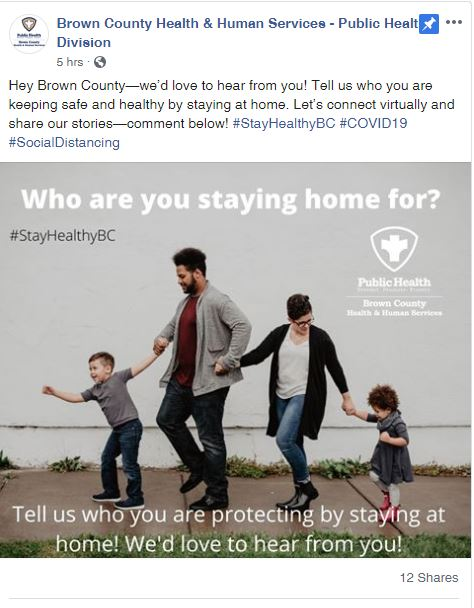 Brown County Health & Human Services - Public Healt
Division
5 hrs ·
Hey Brown County—we'd love to hear from you! Tell us who you are
keeping safe and healthy by staying at home. Let's connect virtually and
share our stories—comment below! #StayHealthyBC #COVID19
#SocialDistancing
Who are you staying home for?
#StayHealthyBC
Public Health
Brown County
Health & Human Services
Tell us who you are protecting by staying at
home! We'd love to hear from you!
12 Shares